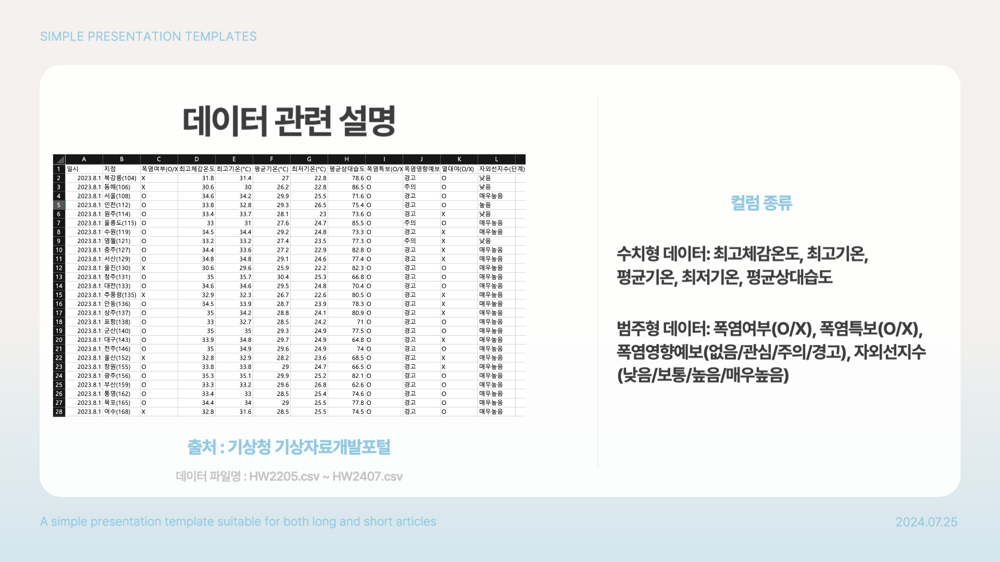 SIMPLE PRESENTATION TEMPLATES
데이터 관련 설명
A B C D E F G H I J K L
1 일시 지점 폭염여부(O/X 최고체감온도 최고기온(°C) 평균기온(°C) 최저기온(°C) 평균상대습도 폭염특보(O/X 폭염영향예보 열대야(O/X) 자외선지수(단계)
2 2023.8.1 북강릉(104) X 31.8 31.4 27 22.8 78.6 O 경고 O 낮음
3 2023.8.1 동해(106) X 30.6 30 26.2 22.8 86.5 O 주의 O 낮음
4 2023.8.1 서울(108) O 34.6 34.2 29.9 25.5 71.6 O 경고 O 매우높음
5 2023.8.1 인천(112) O 33.8 32.8 29.3 26.5 75.4 O 경고 O 높음
6 2023.8.1 원주(114) O 33.4 33.7 28.1 23 73.6 O 경고 X 낮음
7 2023.8.1 울릉도(115) O 33 31 27.6 24.7 85.5 O 주의 O 매우높음
8 2023.8.1 수원(119) O 34.5 34.4 29.2 24.8 73.3 O 경고 X 매우높음
9 2023.8.1 영월(121) O 33.2 33.2 27.4 23.5 77.3 O 주의 X 낮음
10 2023.8.1 충주(127) O 34.4 33.6 27.2 22.9 82.8 O 경고 X 매우높음
11 2023.8.1 서산(129) O 34.8 34.8 29.1 24.6 77.4 O 경고 X 매우높음
12 2023.8.1 울진(130) X 30.6 29.6 25.9 22.2 82.3 O 경고 O 매우높음
13 2023.8.1 청주(131) O 35 35.7 30.4 25.3 66.8 O 경고 O 매우높음
14 2023.8.1 대전(133) O 34.6 34.6 29.5 24.8 70.4 O 경고 O 매우높음
15 2023.8.1 추풍령(135) X 32.9 32.3 26.7 22.6 80.5 O 경고 X 매우높음
16 2023.8.1 안동(136) O 34.5 33.9 28.7 23.9 78.3 O 경고 X 매우높음
17 2023.8.1 상주(137) O 35 34.2 28.8 24.1 80.9 O 경고 X 매우높음
18 2023.8.1 포항(138) O 33 32.7 28.5 24.2 71 O 경고 O 매우높음
19 2023.8.1 군산(140) O 35 35 29.3 24.9 77.5 O 경고 O 매우높음
20 2023.8.1 대구(143) O 33.9 34.8 29.7 24.9 64.8 O 경고 X 매우높음
21 2023.8.1 전주(146) O 35 34.9 29.6 24.9 74 O 경고 O 매우높음
22 2023.8.1 울산(152) X 32.8 32.9 28.2 23.6 68.5 O 경고 X 매우높음
23 2023.8.1 창원(155) O 33.8 33.8 29 24.7 66.5 O 경고 X 매우높음
24 2023.8.1 광주(156) O 35.3 35.1 29.9 25.2 82.1 O 경고 O 매우높음
25 2023.8.1 부산(159) O 33.3 33.2 29.6 26.8 62.6 O 경고 O 매우높음
26 2023.8.1 통영(162) O 33.4 33 28.5 25.4 74.6 O 경고 O 매우높음
27 2023.8.1 목포(165) O 34.4 34 29 25.5 77.8 O 경고 O 매우높음
28 2023.8.1 여수(168) X 32.8 31.6 28.5 25.5 74.5 O 경고 O 매우높음
출처 : 기상청 기상자료개발포털
데이터 파일명 : HW2205.csv ~ HW2407.csv
컬럼 종류
수치형 데이터: 최고체감온도, 최고기온,
평균기온, 최저기온, 평균상대습도
범주형 데이터: 폭염여부(O/X), 폭염특보(O/X),
폭염영향예보(없음/관심/주의/경고), 자외선지수
(낮음/보통/높음/매우높음)
A simple presentation template suitable for both long and short articles
2024.07.25